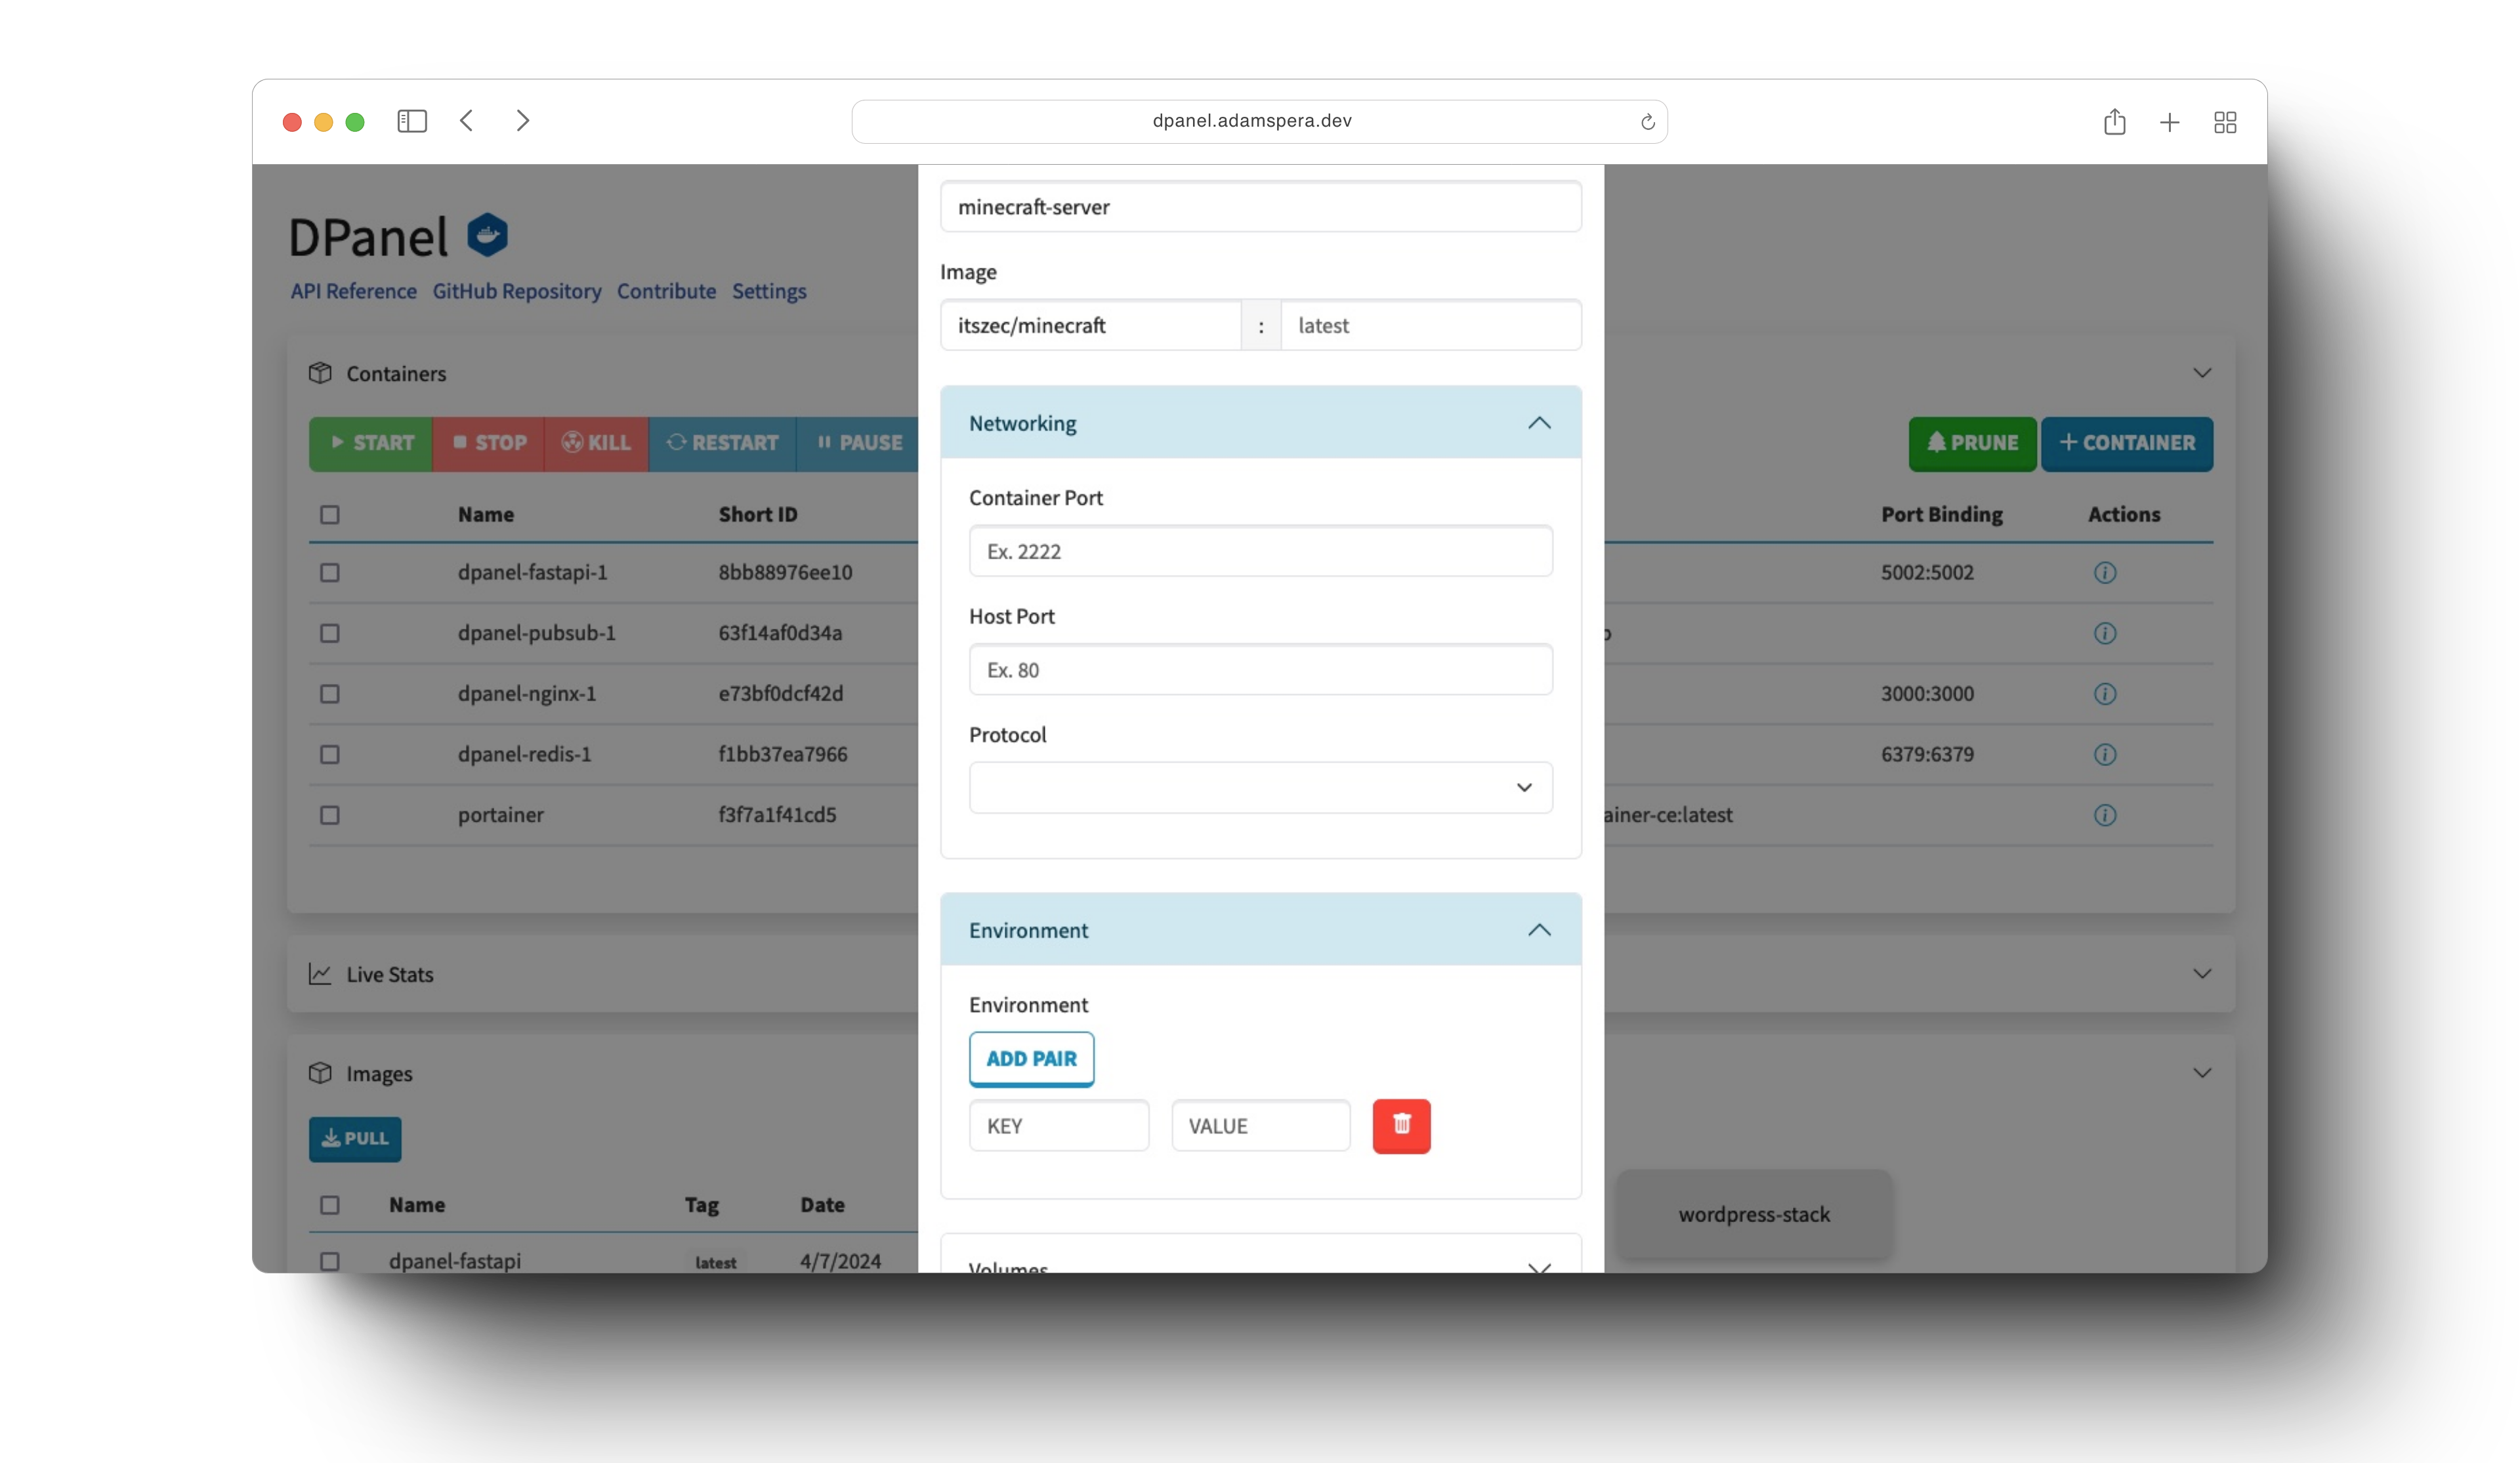 dpanel.adamspera.dev
DPanel
API Reference GitHub Repository Contribute Settings
Containers
START STOP KILL RESTART PAUSE
PRUNE + CONTAINER
Name Short ID Port Binding Actions
dpanel-fastapi-1 8bb88976ee10 5002:5002
dpanel-pubsub-1 63f14af0d34a
dpanel-nginx-1 e73bf0dcf42d 3000:3000
dpanel-redis-1 f1bb37ea7966 6379:6379
portainer f3f7a1f41cd5 ainer-ce:latest
Live Stats
Images
PULL
Name Tag Date
dpanel-fastapi latest 4/7/2024
minecraft-server
Image
itszec/minecraft : latest
Networking
Container Port
Ex. 2222
Host Port
Ex. 80
Protocol
Environment
Environment
ADD PAIR
KEY VALUE
Volumes
wordpress-stack